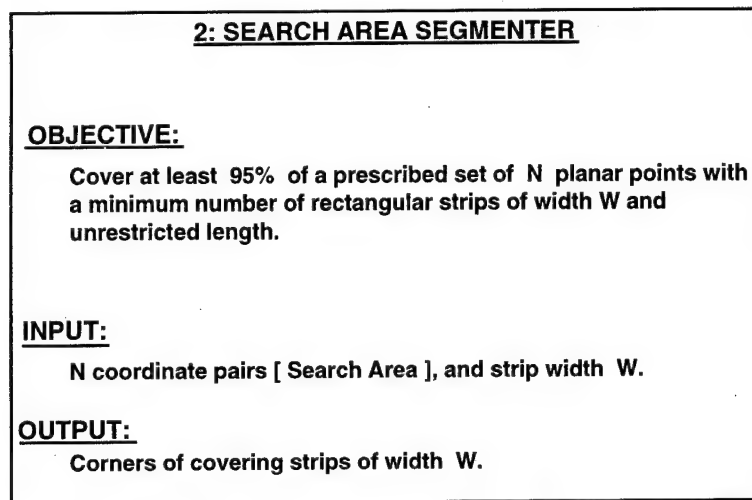 2: SEARCH AREA SEGMENTER
OBJECTIVE:
Cover at least 95% of a prescribed set of N planar points with
a minimum number of rectangular strips of width W and
unrestricted length.
INPUT:
N coordinate pairs [ Search Area ], and strip width W.
OUTPUT:
Corners of covering strips of width W.